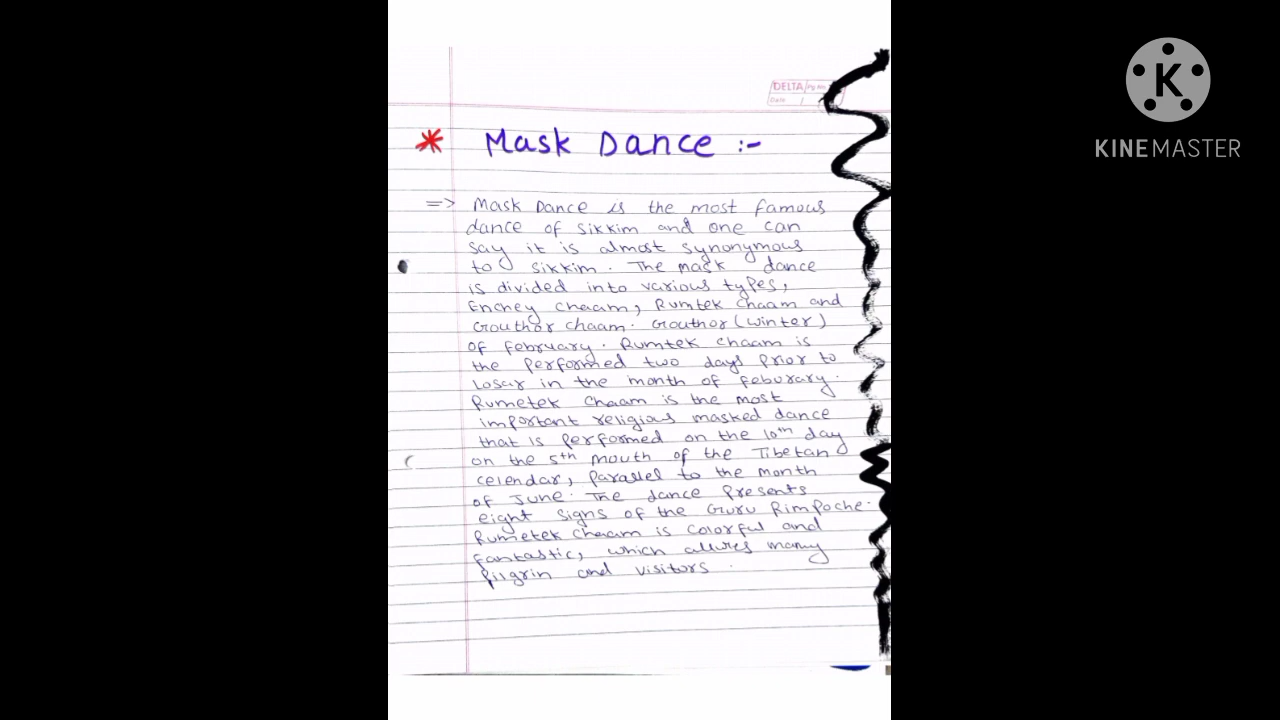 DELTA Pg No
Date /
* Mask Dance :-
=> Mask Dance is the most famous
dance of sikkim and one can
say it is almost synonymous
to sikkim. The mask dance
is divided into various types,
Enchey chaam, Rumtek chaam and
Gouthor chaam. Gouthor (winter)
of february. Rumtek chaam is
the performed two days prior to
Losar in the month of feburary.
Rumetek chaam is the most
important religious masked dance
that is performed on the 10th day
on the 5th mouth of the Tibetan
celendar, parallel to the month
of June. The dance presents
eight signs of the Guru Rimpoche.
Rumetek chaam is colorful and
fantastic, which allures many
pilgrin and visitors.
K
KINEMASTER